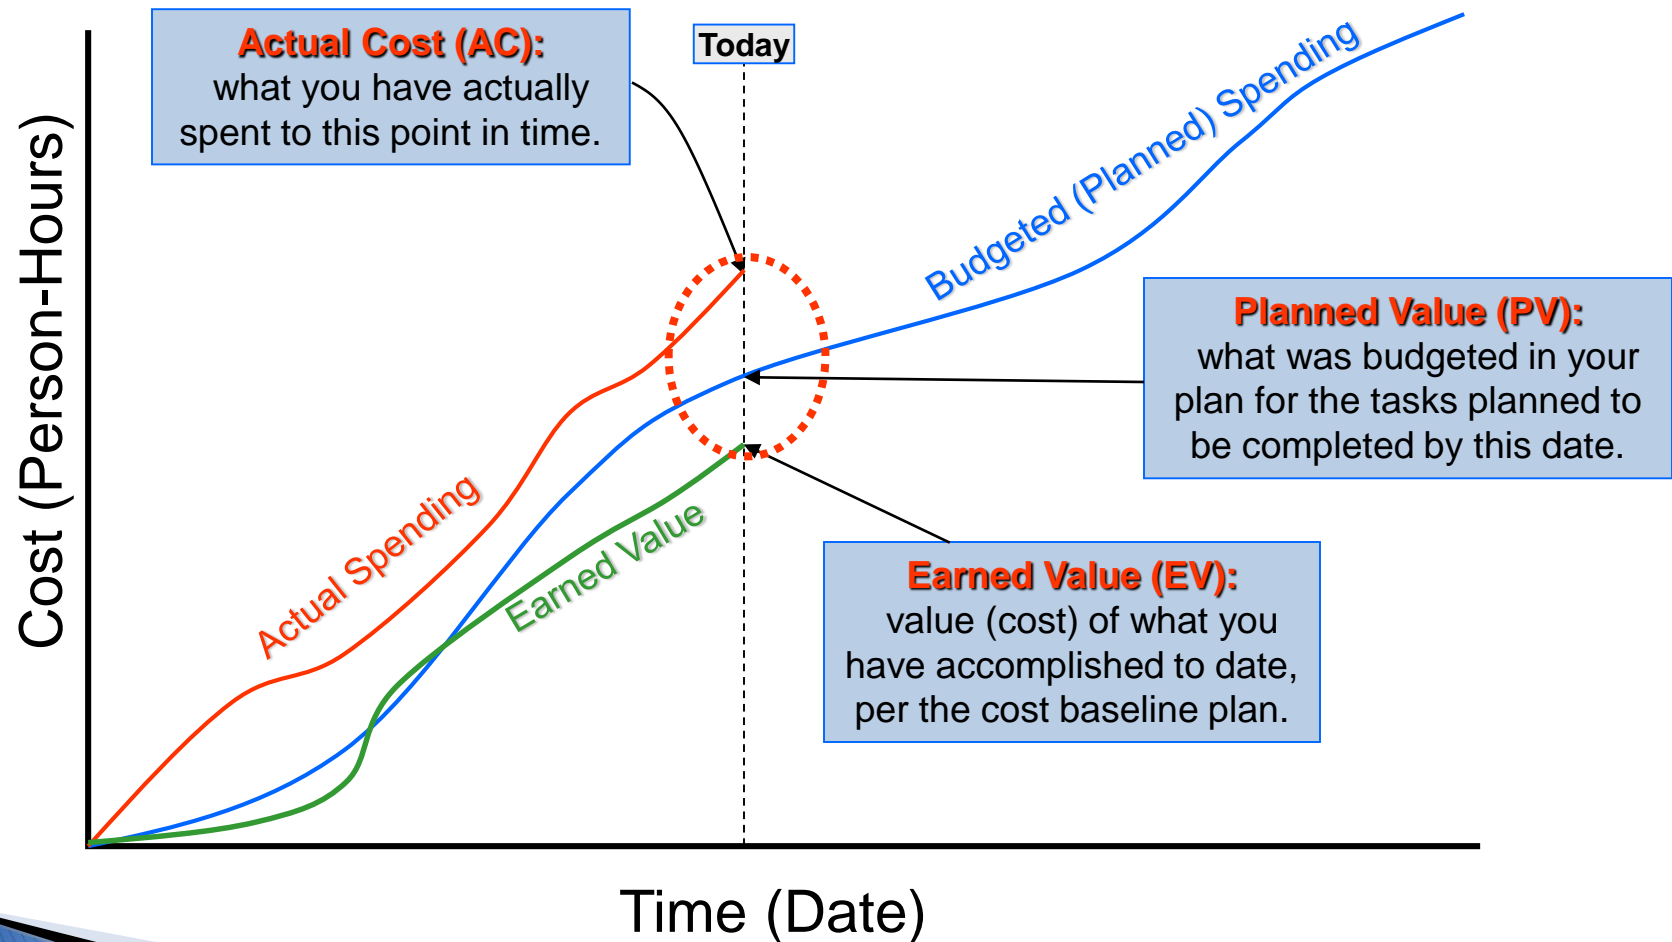 Actual Cost (AC):
what you have actually
spent to this point in time.
Today
Budgeted (Planned) Spending
Cost (Person-Hours)
Planned Value (PV):
what was budgeted in your
plan for the tasks planned to
be completed by this date.
Actual Spending
Earned Value
Earned Value (EV):
value (cost) of what you
have accomplished to date,
per the cost baseline plan.
Time (Date)